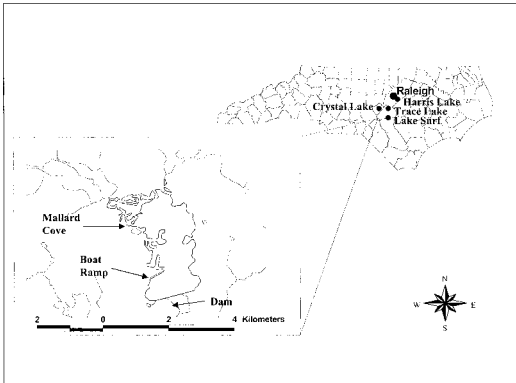 Raleigh
Harris Lake
Crystal Lake
Trace Lake
Lake Surf
Mallard
Cove
Boat
Ramp
Dam
2 0 2 4 Kilometers
N
W E
S